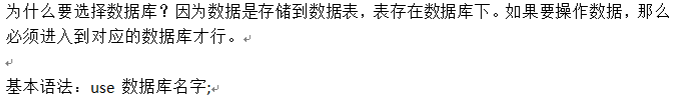 为什么要选择数据库？因为数据是存储到数据表，表存在数据库下。如果要操作数据，那么
必须进入到对应的数据库才行。
基本语法：use 数据库名字;